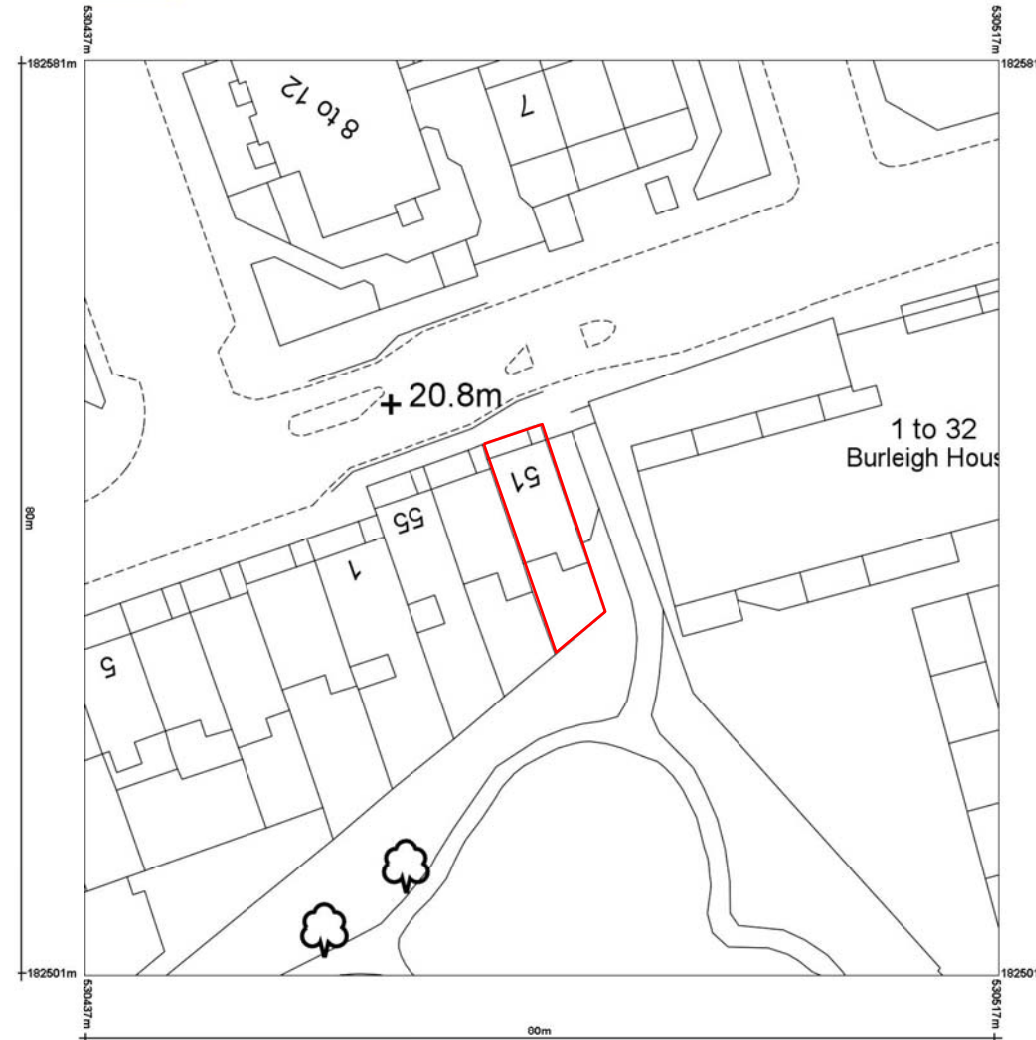 530437m
530517m
182581m
182581
8 to 12
7
20.8m
1 to 32
Burleigh Hous
51
55
1
5
80m
182501m
182501
530437m
530517m
80m